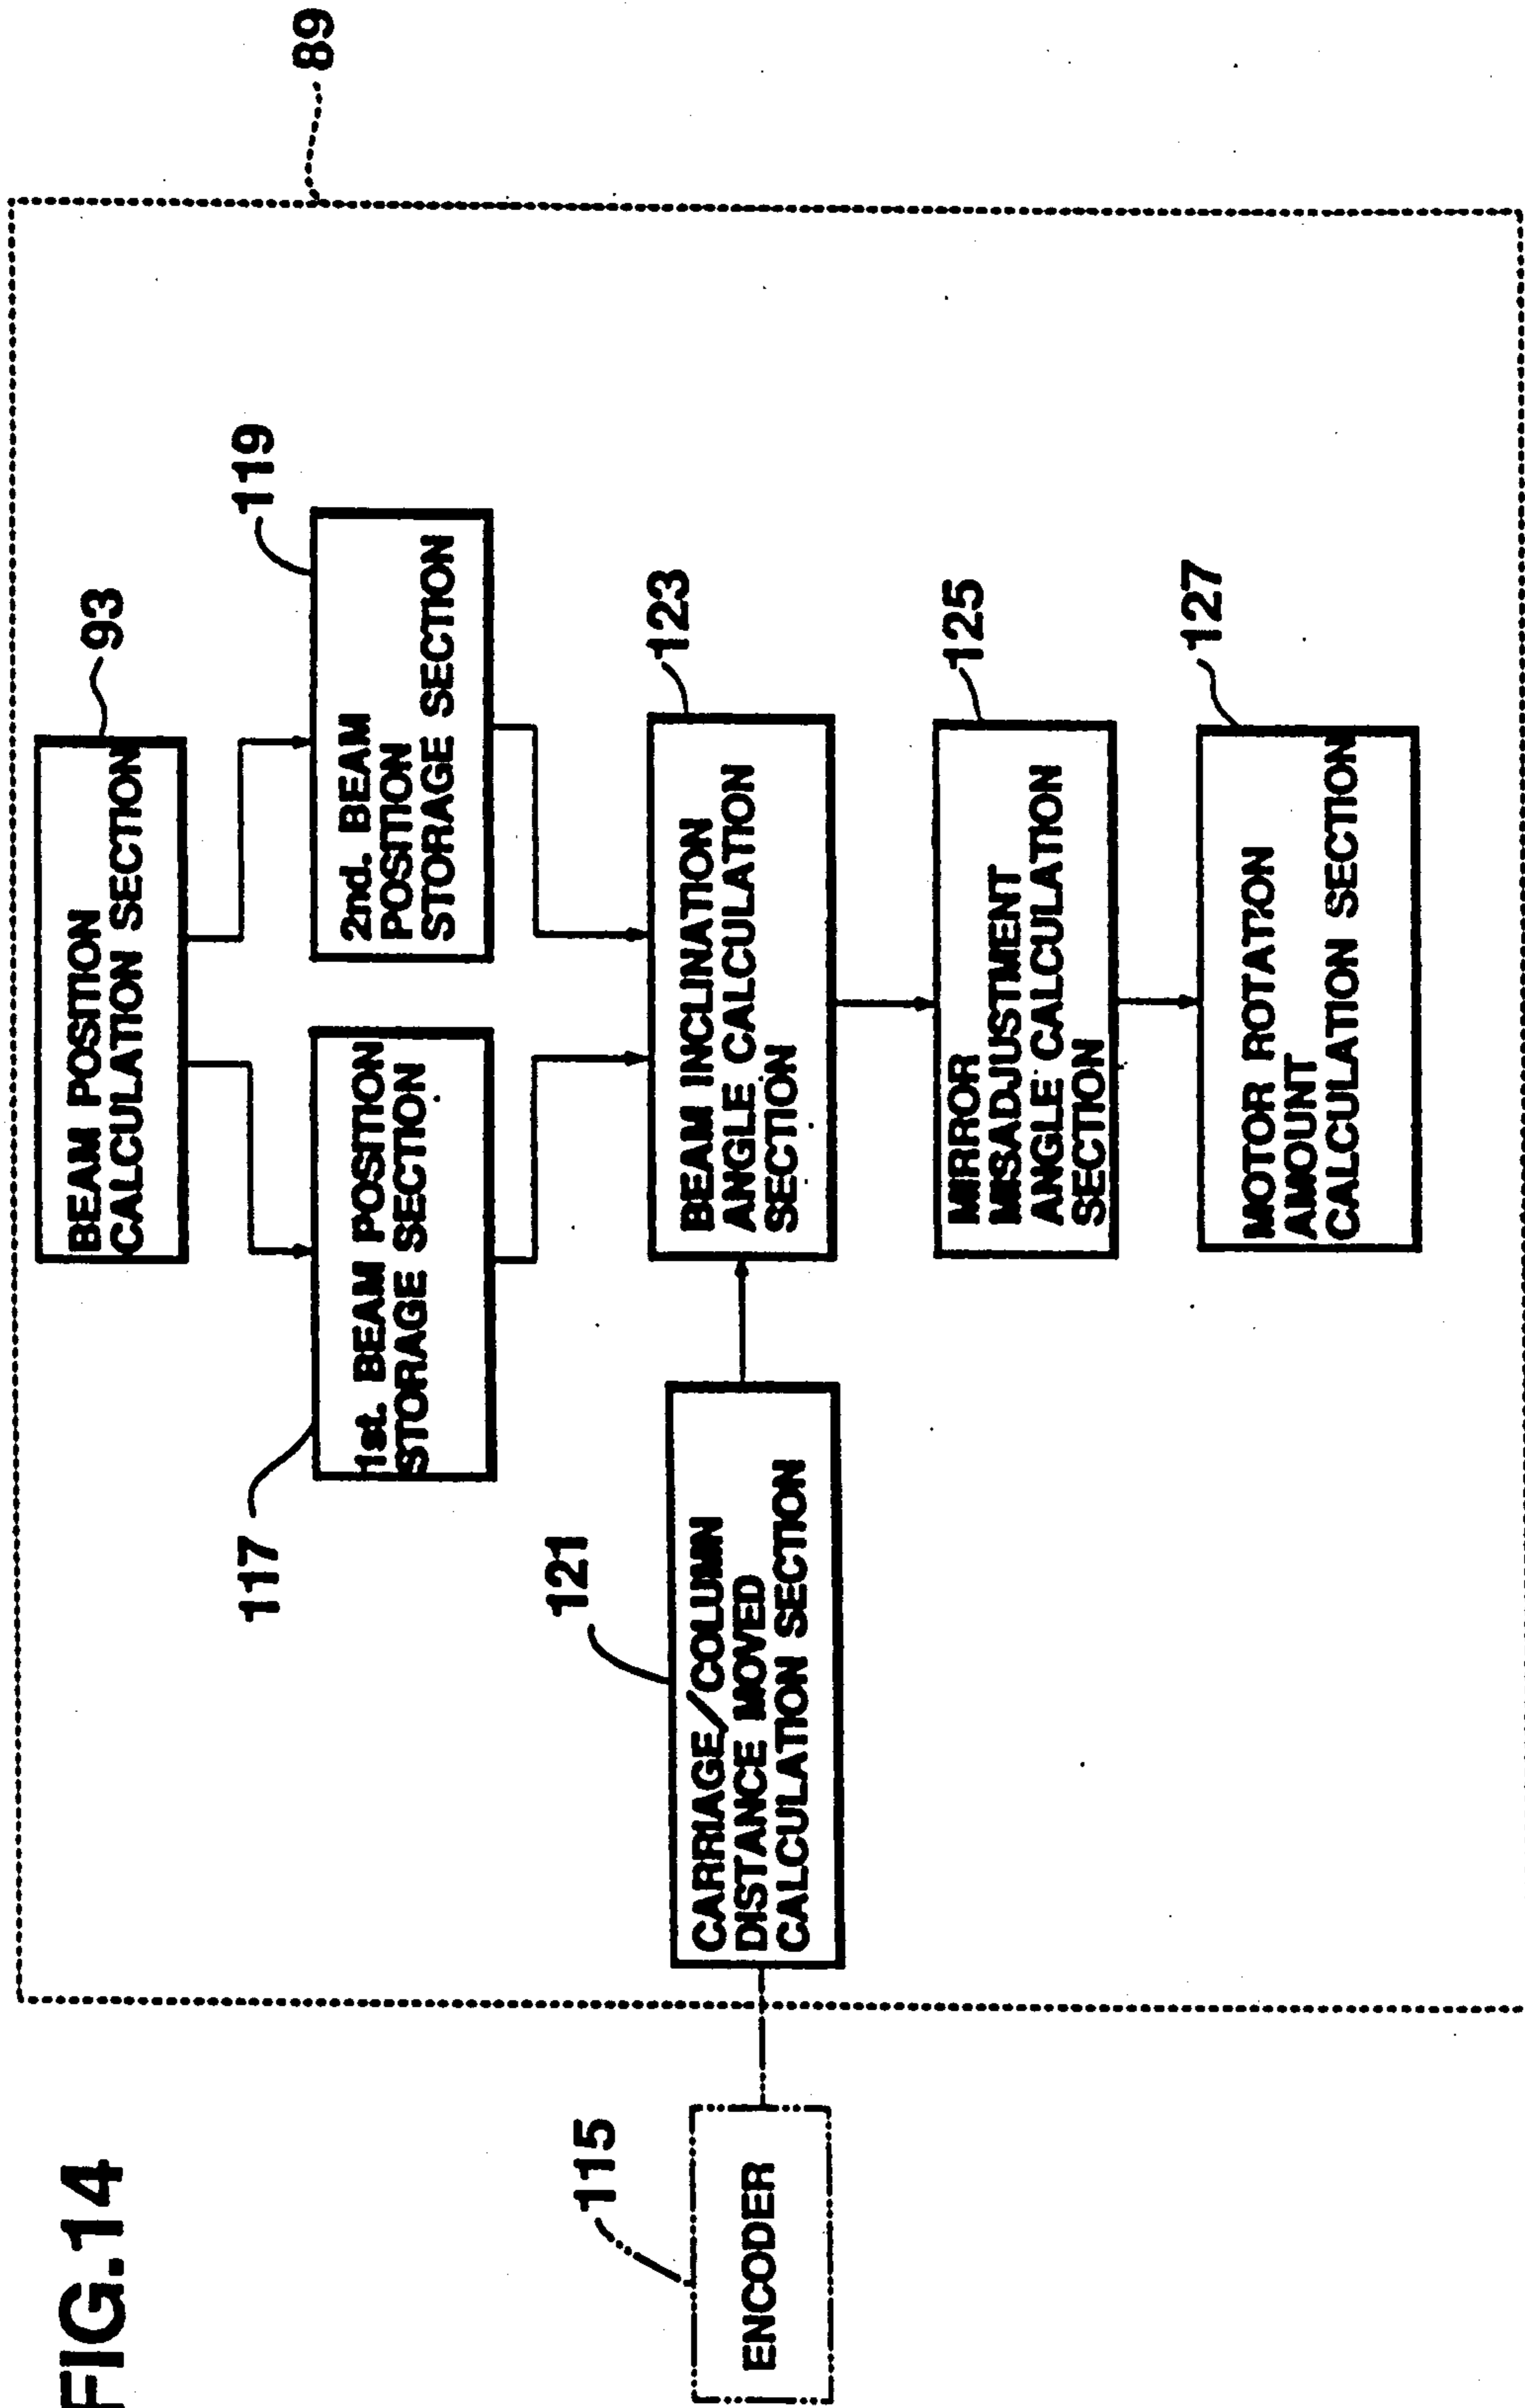 FIG.14
89
93
BEAM POSITION
CALCULATION SECTION
117
1st. BEAM POSITION
STORAGE SECTION
119
2nd. BEAM
POSITION
STORAGE SECTION
115
ENCODER
121
CARRIAGE/COLUMN
DISTANCE MOVED
CALCULATION SECTION
123
BEAM INCLINATION
ANGLE CALCULATION
SECTION
125
MIRROR
MISADJUSTMENT
ANGLE CALCULATION
SECTION
127
MOTOR ROTATION
AMOUNT
CALCULATION SECTION